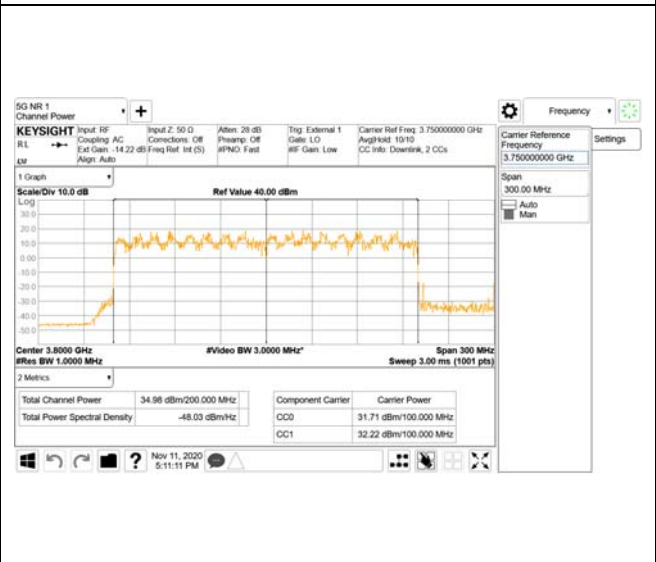 5G NR 1
Channel Power
+
Frequency
KEYSIGHT Input: RF Input Z: 50 Ω Atten: 28 dB Trig: External 1 Carrier Ref Freq: 3.750000000 GHz
RL Coupling: AC Corrections: Off Preamp: Off Gate: LO Avg|Hold: 10/10
Ext Gain: -14.22 dB Freq Ref: Int (S) #PNO: Fast #IF Gain: Low CC Info: Downlink, 2 CCs
Align: Auto
Carrier Reference
Frequency
3.750000000 GHz
Settings
Span
300.00 MHz
Auto
Man
1 Graph
Scale/Div 10.0 dB Ref Value 40.00 dBm
Log
30.0
20.0
10.0
0.00
-10.0
-20.0
-30.0
-40.0
-50.0
Center 3.8000 GHz #Video BW 3.0000 MHz* Span 300 MHz
#Res BW 1.0000 MHz Sweep 3.00 ms (1001 pts)
2 Metrics
Total Channel Power 34.98 dBm/200.000 MHz
Total Power Spectral Density -48.03 dBm/Hz
Component Carrier Carrier Power
CC0 31.71 dBm/100.000 MHz
CC1 32.22 dBm/100.000 MHz
? Nov 11, 2020
5:11:11 PM